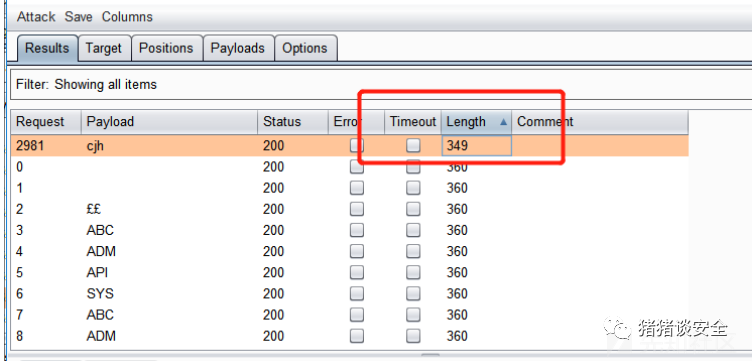 Attack Save Columns
Results Target Positions Payloads Options
Filter: Showing all items
Request Payload Status Error Timeout Length Comment
2981 cjh 200 349
0 200 360
1 200 360
2 ££ 200 360
3 ABC 200 360
4 ADM 200 360
5 API 200 360
6 SYS 200 360
7 ABC 200 360
8 ADM 200 360
猪猪谈安全